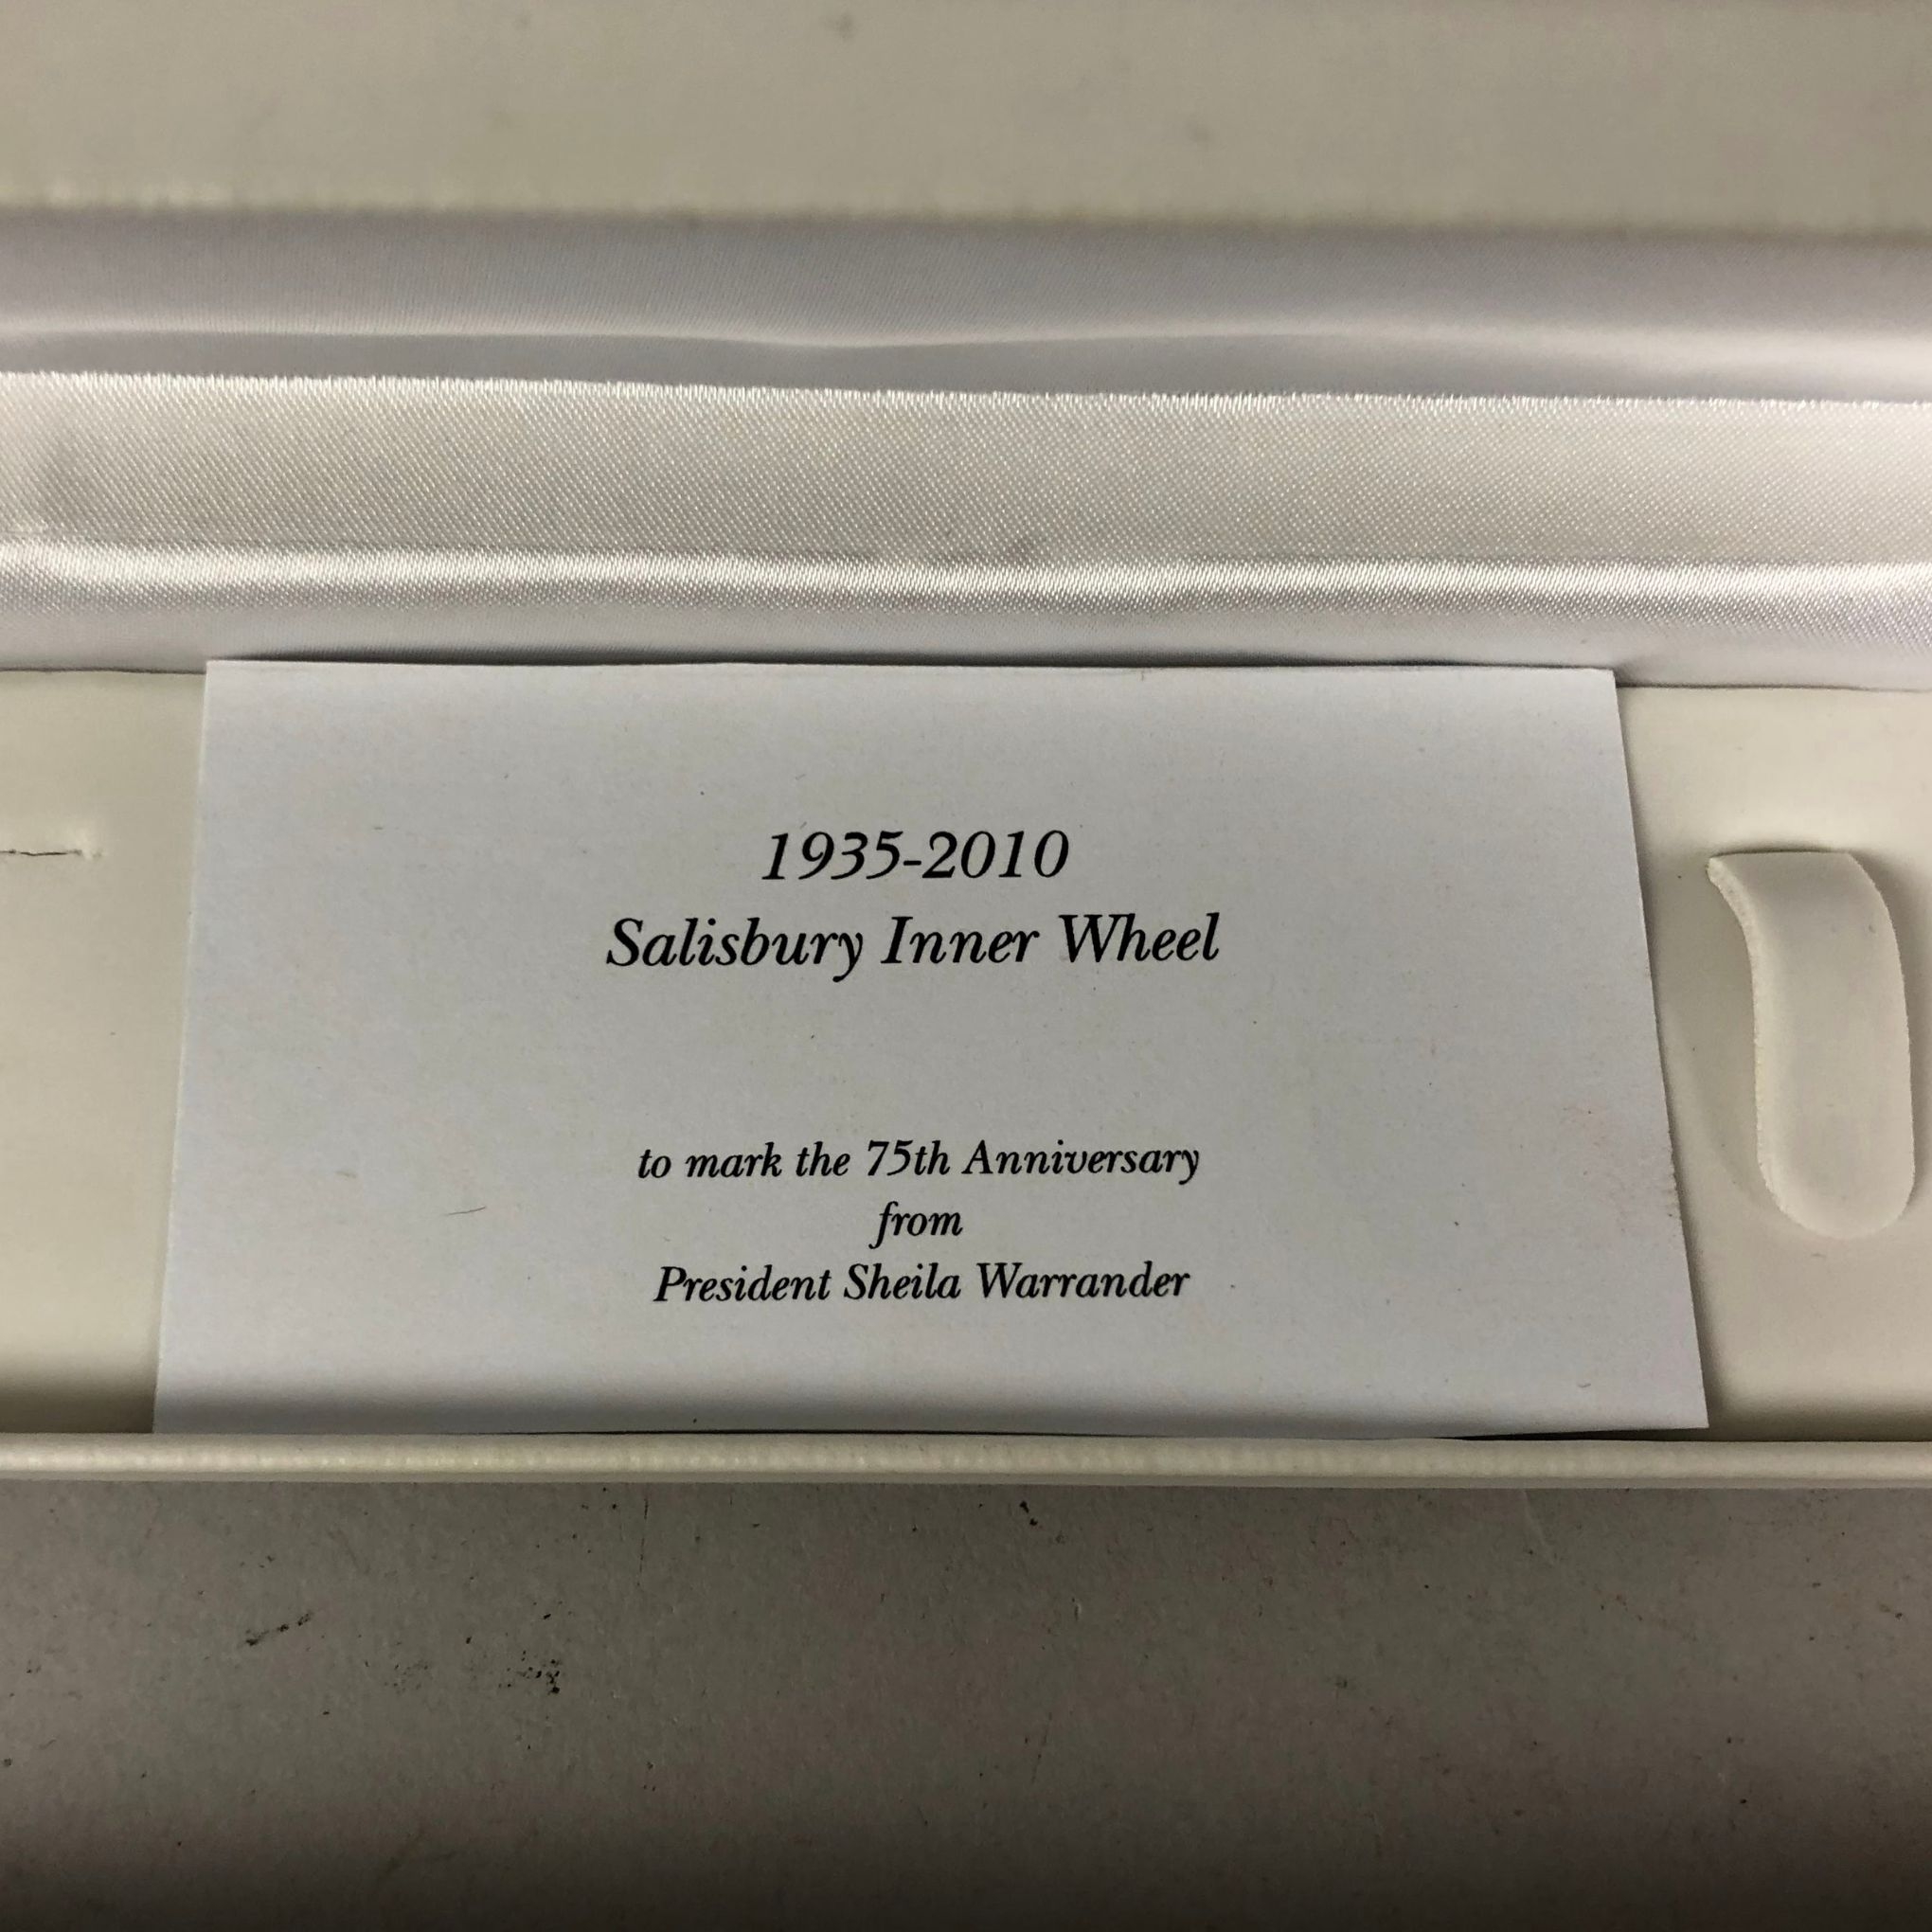 1935-2010
Salisbury Inner Wheel
to mark the 75th Anniversary
from
President Sheila Warrander